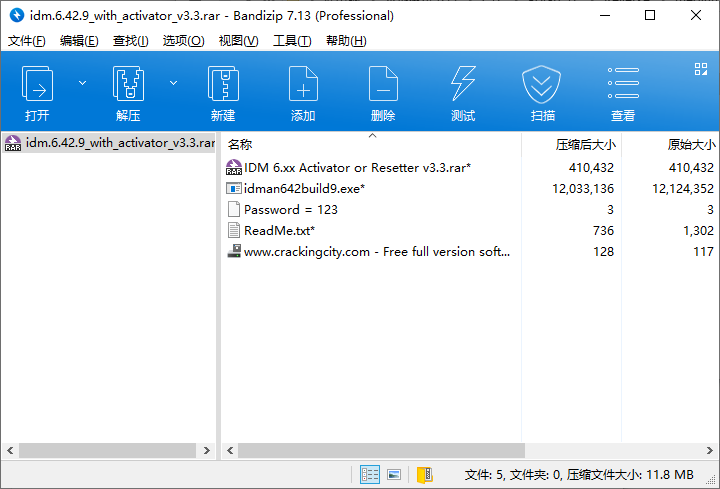 idm.6.42.9_with_activator_v3.3.rar - Bandizip 7.13 (Professional)
文件(F) 编辑(E) 查找(I) 选项(O) 视图(V) 工具(T) 帮助(H)
打开 解压 新建 添加 删除 测试 扫描 查看
idm.6.42.9_with_activator_v3.3.rar
名称 压缩后大小 原始大小
IDM 6.xx Activator or Resetter v3.3.rar* 410,432 410,432
idman642build9.exe* 12,033,136 12,124,352
Password = 123 3 3
ReadMe.txt* 736 1,302
www.crackingcity.com - Free full version soft... 128 117
文件: 5, 文件夹: 0, 压缩文件大小: 11.8 MB